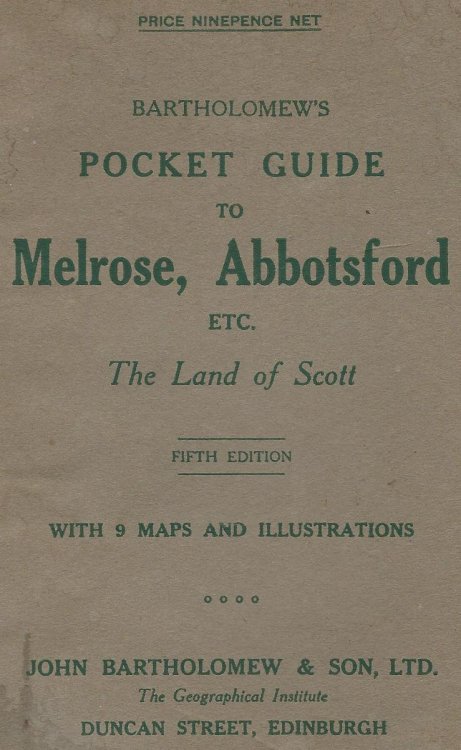 PRICE NINEPENCE NET
BARTHOLOMEW'S
POCKET GUIDE
TO
Melrose, Abbotsford
ETC.
The Land of Scott
FIFTH EDITION
WITH 9 MAPS AND ILLUSTRATIONS
JOHN BARTHOLOMEW & SON, LTD.
The Geographical Institute
DUNCAN STREET, EDINBURGH